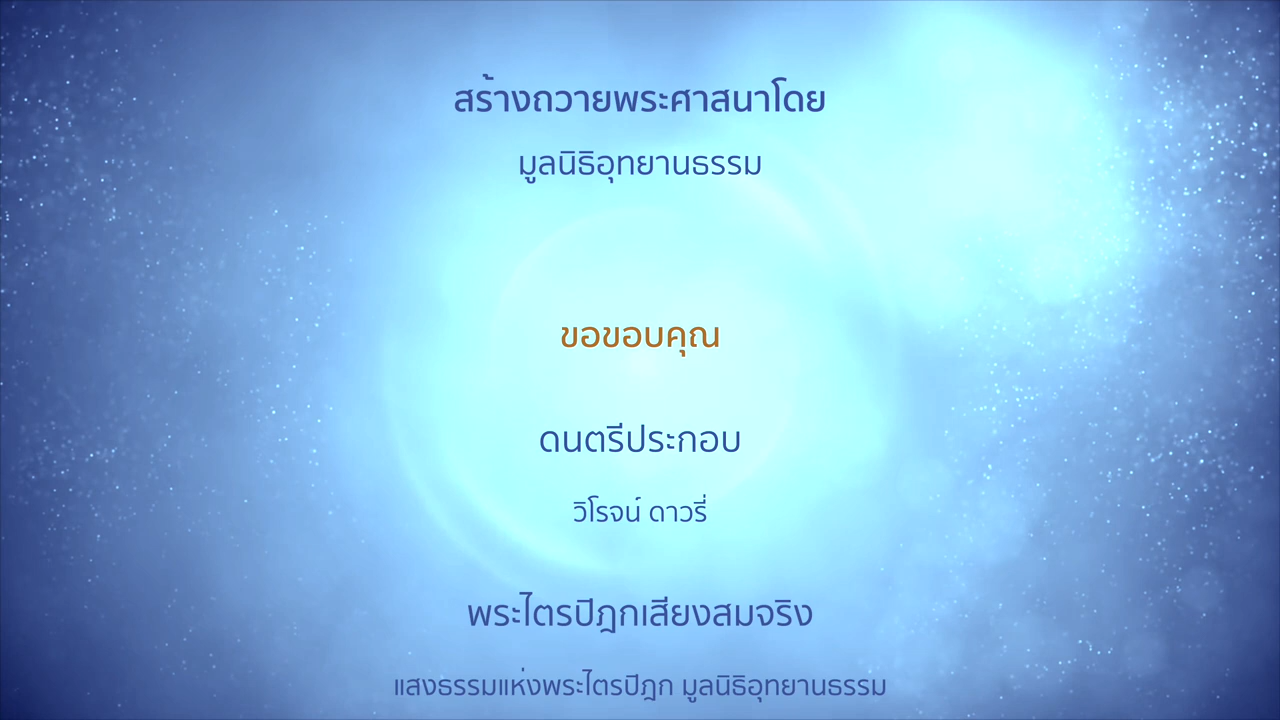 สร้างถวายพระศาสนาโดย
มูลนิธิอุทยานธรรม
ขอขอบคุณ
ดนตรีประกอบ
วิโรจน์ ดาวรี่
พระไตรปิฎกเสียงสมจริง
แสงธรรมแห่งพระไตรปิฎก มูลนิธิอุทยานธรรม